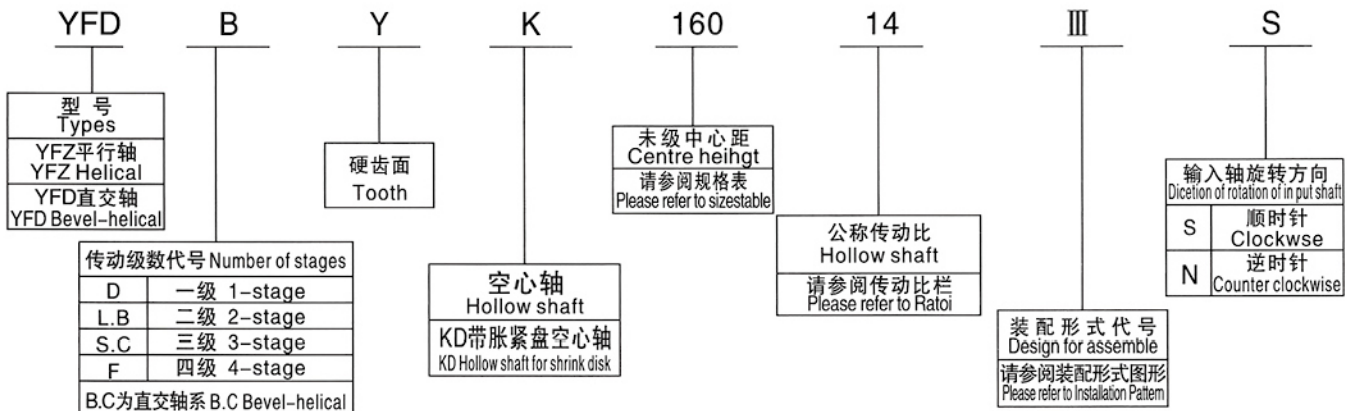 YFD B Y K 160 14 Ⅲ S
型号
Types
YFZ平行轴
YFZ Helical
YFD直交轴
YFD Bevel-helical
传动级数代号 Number of stages
D 一级 1-stage
L.B 二级 2-stage
S.C 三级 3-stage
F 四级 4-stage
B.C为直交轴系 B.C Bevel-helical
硬齿面
Tooth
空心轴
Hollow shaft
KD带胀紧盘空心轴
KD Hollow shaft for shrink disk
未级中心距
Centre heihgt
请参阅规格表
Please refer to sizestable
公称传动比
Hollow shaft
请参阅传动比栏
Please refer to Ratoi
装配形式代号
Design for assemble
请参阅装配形式图形
Please refer to Installation Pattem
输入轴旋转方向
Dicetion of rotation of in put shaft
S 顺时针
Clockwse
N 逆时针
Counter clockwise